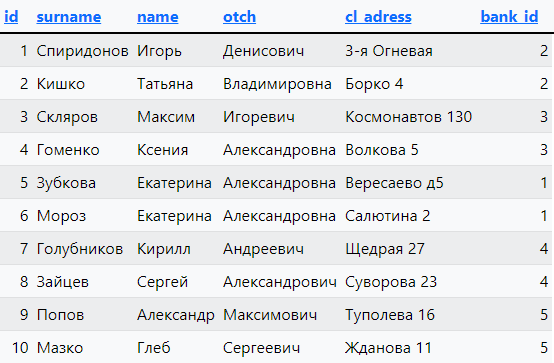 id surname name otch cl_adress bank_id
1 Спиридонов Игорь Денисович 3-я Огневая 2
2 Кишко Татьяна Владимировна Борко 4 2
3 Скляров Максим Игоревич Космонавтов 130 3
4 Гоменко Ксения Александровна Волкова 5 3
5 Зубкова Екатерина Александровна Вересаево д5 1
6 Мороз Екатерина Александровна Салютина 2 1
7 Голубников Кирилл Андреевич Щедрая 27 4
8 Зайцев Сергей Александрович Суворова 23 4
9 Попов Александр Максимович Туполева 16 5
10 Мазко Глеб Сергеевич Жданова 11 5